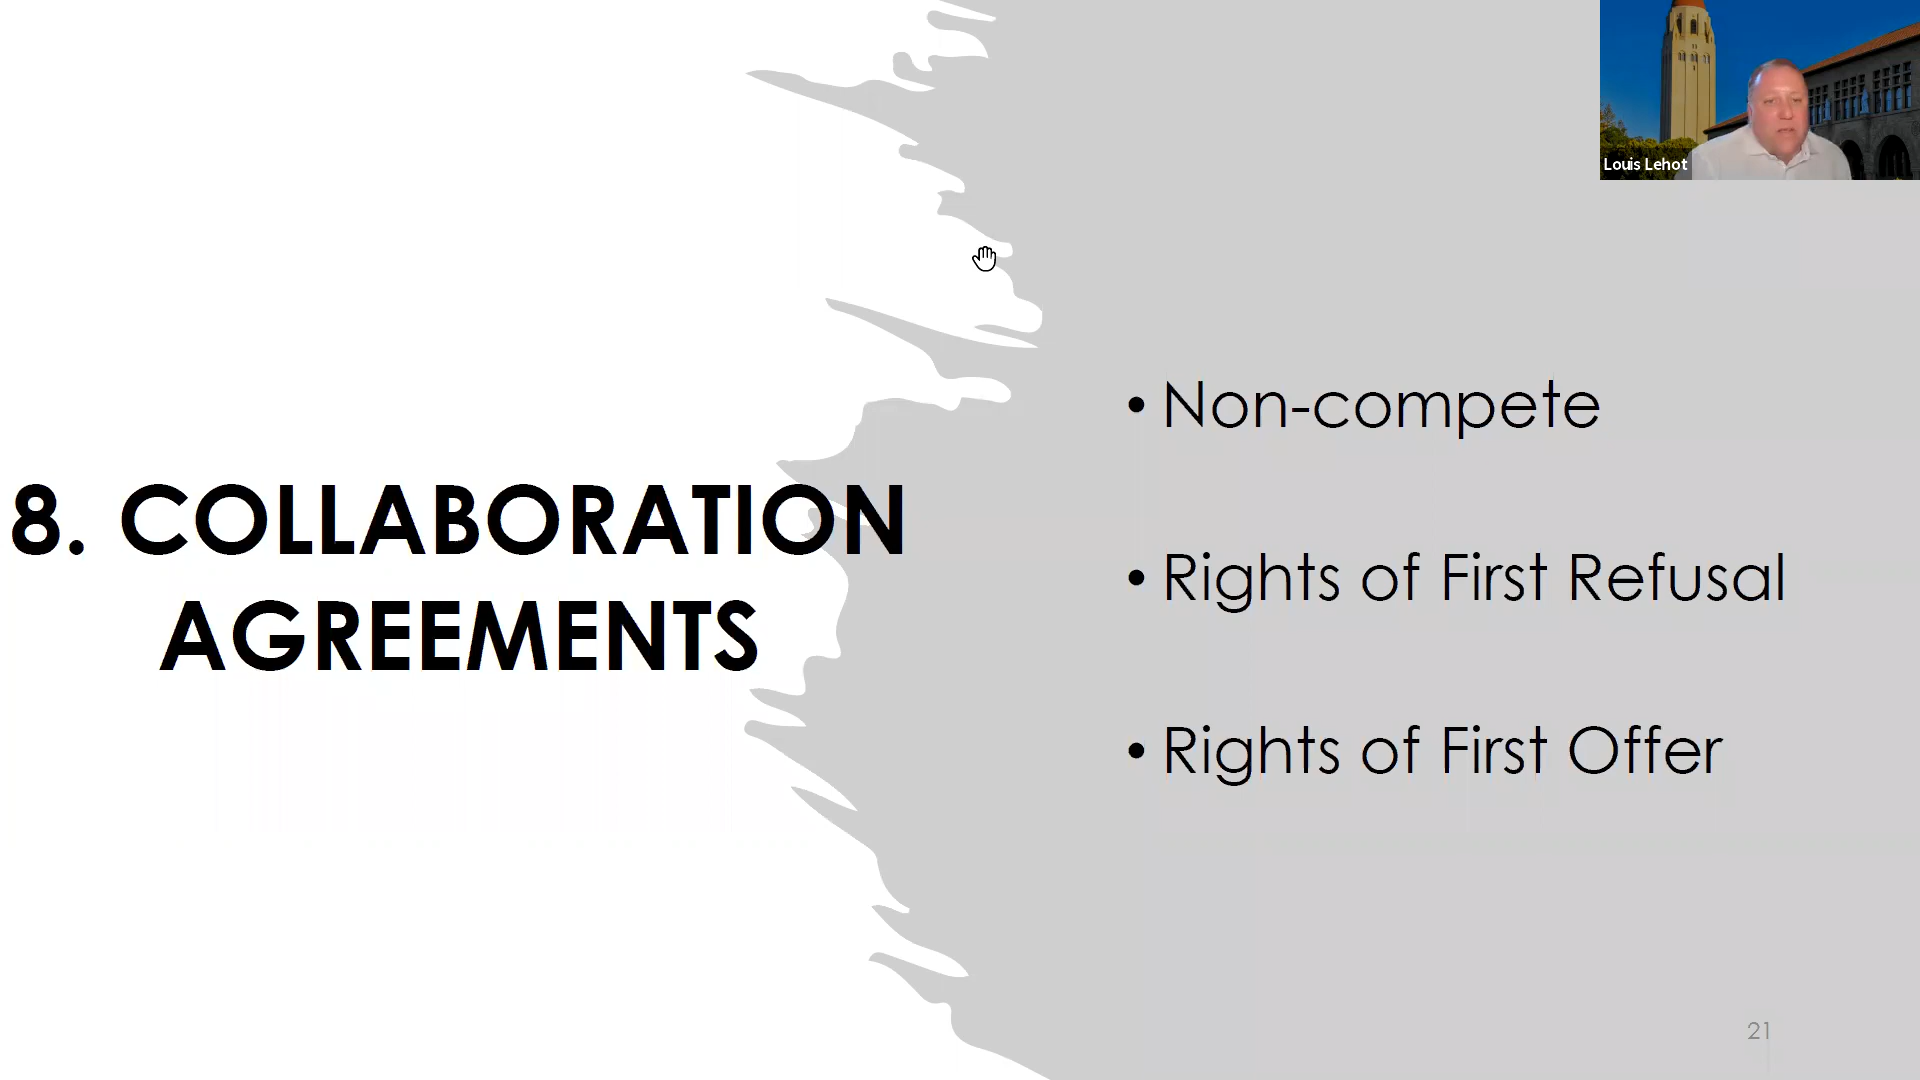 Louis Lehot
8. COLLABORATION
AGREEMENTS
• Non-compete
• Rights of First Refusal
• Rights of First Offer
21